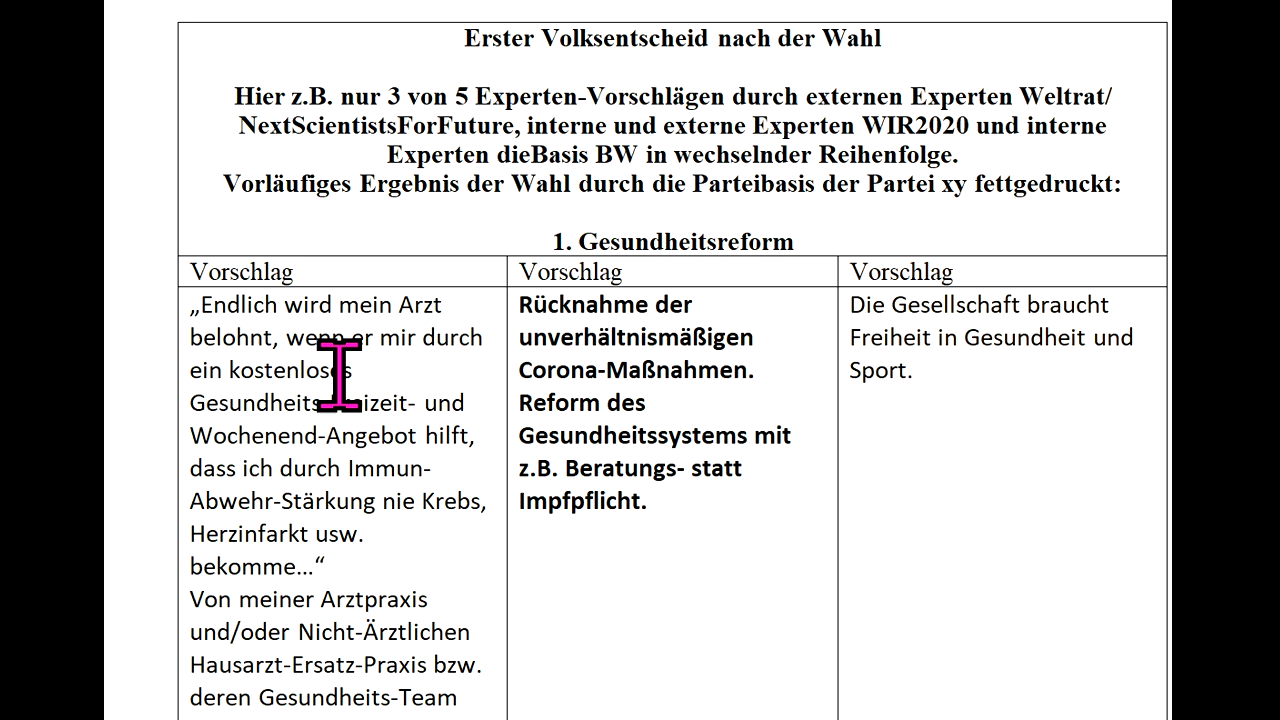 Erster Volksentscheid nach der Wahl
Hier z.B. nur 3 von 5 Experten-Vorschlägen durch externen Experten Weltrat/
NextScientistsForFuture, interne und externe Experten WIR2020 und interne
Experten dieBasis BW in wechselnder Reihenfolge.
Vorläufiges Ergebnis der Wahl durch die Parteibasis der Partei xy fettgedruckt:
1. Gesundheitsreform
Vorschlag
„Endlich wird mein Arzt
belohnt, wenn er mir durch
ein kostenloses
Gesundheits- und
Wochenend-Angebot hilft,
dass ich durch Immun-
Abwehr-Stärkung nie Krebs,
Herzinfarkt usw.
bekomme…“
Von meiner Arztpraxis
und/oder Nicht-Ärztlichen
Hausarzt-Ersatz-Praxis bzw.
deren Gesundheits-Team
Vorschlag
Rücknahme der
unverhältnismäßigen
Corona-Maßnahmen.
Reform des
Gesundheitssystems mit
z.B. Beratungs- statt
Impfpflicht.
Vorschlag
Die Gesellschaft braucht
Freiheit in Gesundheit und
Sport.